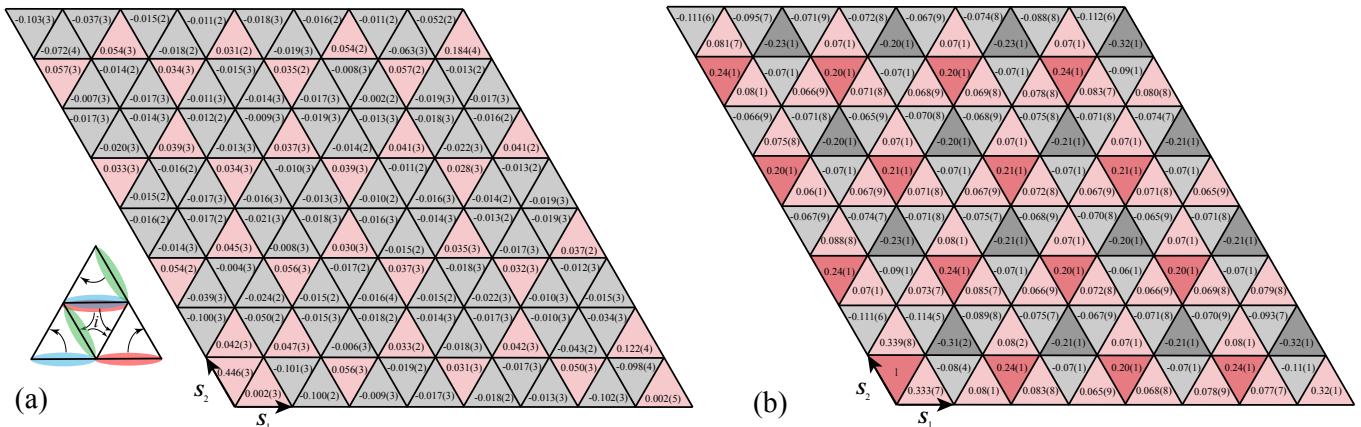 -0.103(3) -0.037(3) -0.015(2) -0.011(2) -0.018(3) -0.016(2) -0.011(2) -0.052(2)
-0.072(4) 0.054(3) -0.018(2) 0.031(2) -0.019(3) 0.054(2) -0.063(3) 0.184(4)
0.057(3) -0.014(2) 0.034(3) -0.015(3) 0.035(2) -0.008(3) 0.057(2) -0.013(2)
-0.007(3) -0.017(3) -0.011(3) -0.014(3) -0.017(3) -0.002(2) -0.019(3) -0.017(3)
-0.017(3) -0.014(3) -0.012(2) -0.009(3) -0.019(3) -0.013(3) -0.018(3) -0.016(2)
-0.020(3) 0.039(3) -0.013(3) 0.037(3) -0.014(2) 0.041(3) -0.022(3) 0.041(2)
0.033(3) -0.016(2) 0.034(3) -0.010(3) 0.039(3) -0.011(2) 0.028(3) -0.013(2)
-0.015(2) -0.017(3) -0.016(3) -0.013(3) -0.010(2) -0.016(3) -0.014(2) -0.019(3)
-0.016(2) -0.017(2) -0.021(3) -0.018(3) -0.016(3) -0.014(3) -0.013(2) -0.019(3)
-0.014(3) 0.045(3) -0.008(3) 0.030(3) -0.015(2) 0.035(3) -0.017(3) 0.037(2)
0.054(2) -0.004(3) 0.056(3) -0.017(2) 0.037(3) -0.018(3) 0.032(3) -0.012(3)
-0.039(3) -0.024(2) -0.015(2) -0.016(4) -0.015(2) -0.022(3) -0.010(3) -0.015(3)
-0.100(3) -0.050(2) -0.015(3) -0.018(2) -0.014(3) -0.017(3) -0.010(3) -0.034(3)
0.042(3) 0.047(3) -0.006(3) 0.033(2) -0.018(3) 0.042(3) -0.043(2) 0.122(4)
-0.446(3) -0.101(3) 0.056(3) -0.019(2) 0.031(3) -0.017(3) 0.050(3) -0.098(4)
0.002(3) -0.100(2) -0.009(3) -0.017(3) -0.018(2) -0.013(3) -0.102(3) 0.002(5)
i
s2
s1
(a)
-0.111(6) -0.095(7) -0.071(9) -0.072(8) -0.067(9) -0.074(8) -0.088(8) -0.112(6)
0.081(7) -0.23(1) 0.07(1) -0.20(1) 0.07(1) -0.23(1) 0.07(1) -0.32(1)
0.24(1) -0.07(1) 0.20(1) -0.07(1) 0.20(1) -0.07(1) 0.24(1) -0.09(1)
0.08(1) 0.066(9) 0.071(8) 0.068(9) 0.069(8) 0.078(8) 0.083(7) 0.080(8)
-0.066(9) -0.071(8) -0.065(9) -0.070(8) -0.068(9) -0.075(8) -0.071(8) -0.074(7)
0.075(8) -0.20(1) 0.07(1) -0.20(1) 0.07(1) -0.21(1) 0.07(1) -0.21(1)
0.20(1) -0.07(1) 0.21(1) -0.07(1) 0.21(1) -0.07(1) 0.21(1) -0.07(1)
0.06(1) 0.067(9) 0.071(8) 0.067(9) 0.072(8) 0.067(9) 0.071(8) 0.065(9)
-0.067(9) -0.074(7) -0.071(8) -0.075(7) -0.068(9) -0.070(8) -0.065(9) -0.071(8)
0.088(8) -0.23(1) 0.08(1) -0.21(1) 0.07(1) -0.20(1) 0.07(1) -0.21(1)
0.24(1) -0.09(1) 0.24(1) -0.07(1) 0.20(1) -0.06(1) 0.20(1) -0.07(1)
0.07(1) 0.073(7) 0.085(7) 0.066(9) 0.072(8) 0.066(9) 0.069(8) 0.079(8)
-0.111(6) -0.114(5) -0.089(8) -0.075(7) -0.067(9) -0.071(8) -0.070(9) -0.093(7)
0.339(8) -0.31(2) 0.08(2) -0.21(1) 0.07(1) -0.21(1) 0.08(1) -0.32(1)
1 -0.08(4) 0.24(1) -0.07(1) 0.20(1) -0.07(1) 0.24(1) -0.11(1)
0.333(7) 0.08(1) 0.083(8) 0.065(9) 0.068(8) 0.078(9) 0.077(7) 0.32(1)
s2
s1
(b)